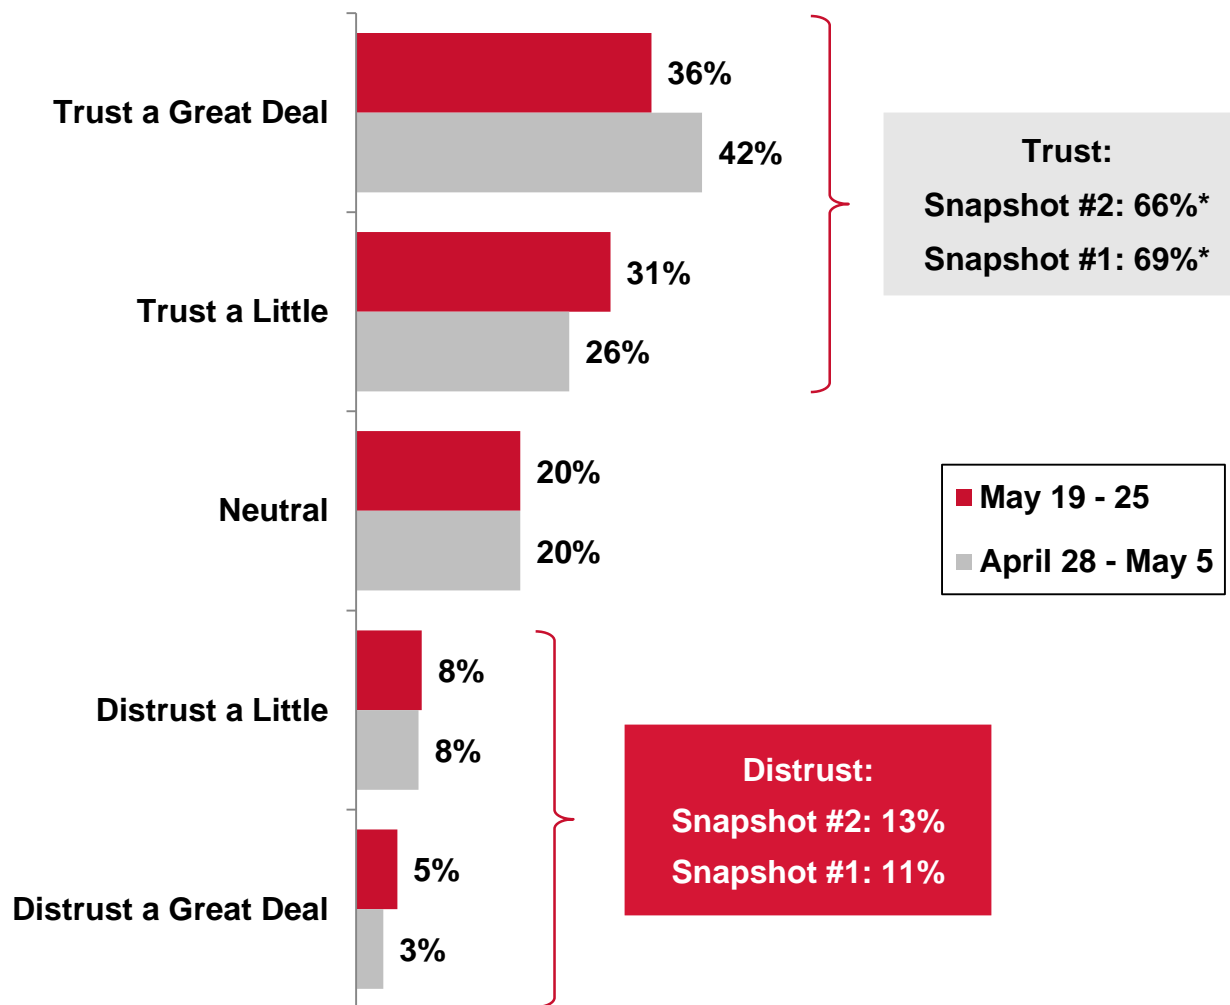 Trust a Great Deal
36%
42%
Trust:
Snapshot #2: 66%*
Snapshot #1: 69%*
Trust a Little
31%
26%
Neutral
20%
20%
May 19 - 25
April 28 - May 5
Distrust a Little
8%
8%
Distrust:
Snapshot #2: 13%
Snapshot #1: 11%
Distrust a Great Deal
5%
3%